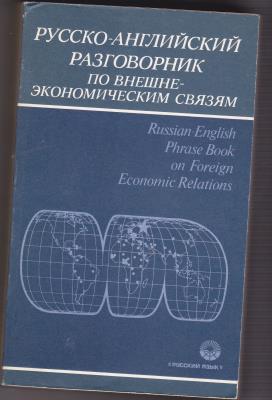 РУССКО-АНГЛИЙСКИЙ
РАЗГОВОРНИК
ПО ВНЕШНЕ-
ЭКОНОМИЧЕСКИМ СВЯЗЯМ
Russian English
Phrase Book
on Foreign
Economic Relations
«РУССКИЙ ЯЗЫК»